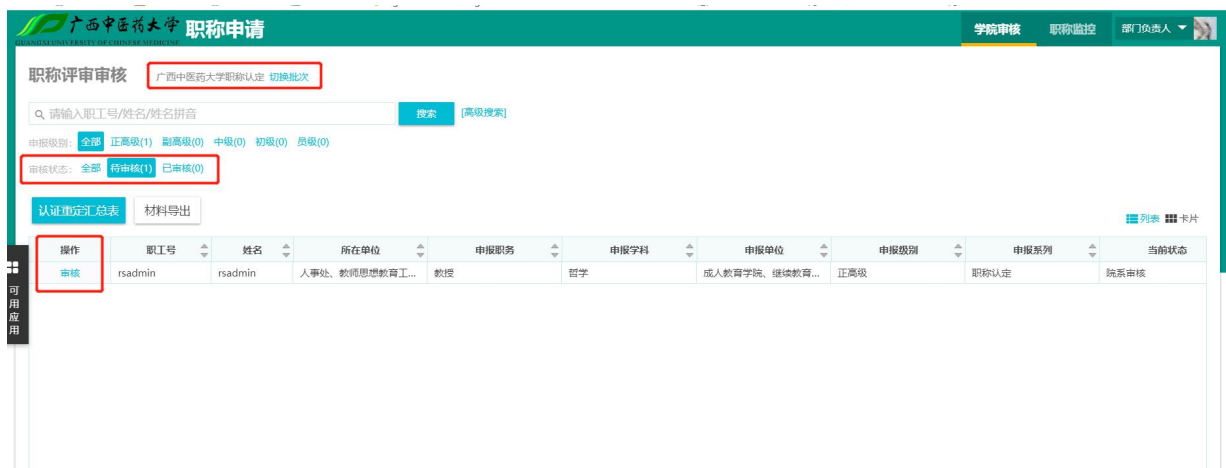 广西中医药大学 职称申请 学院审核 职称监控 部门负责人
GUANGXI UNIVERSITY OF CHINESE MEDICINE
职称评审审核 广西中医药大学职称认定 切换批次
请输入职工号/姓名/姓名拼音 搜索 [高级搜索]
申报级别: 全部 正高级(1) 副高级(0) 中级(0) 初级(0) 员级(0)
审核状态: 全部 待审核(1) 已审核(0)
认证重定汇总表 材料导出 列表 卡片
操作 职工号 姓名 所在单位 申报职务 申报学科 申报单位 申报级别 申报系列 当前状态
审核 rsadmin rsadmin 人事处、教师思想教育工... 教授 哲学 成人教育学院、继续教育... 正高级 职称认定 院系审核
可用应用